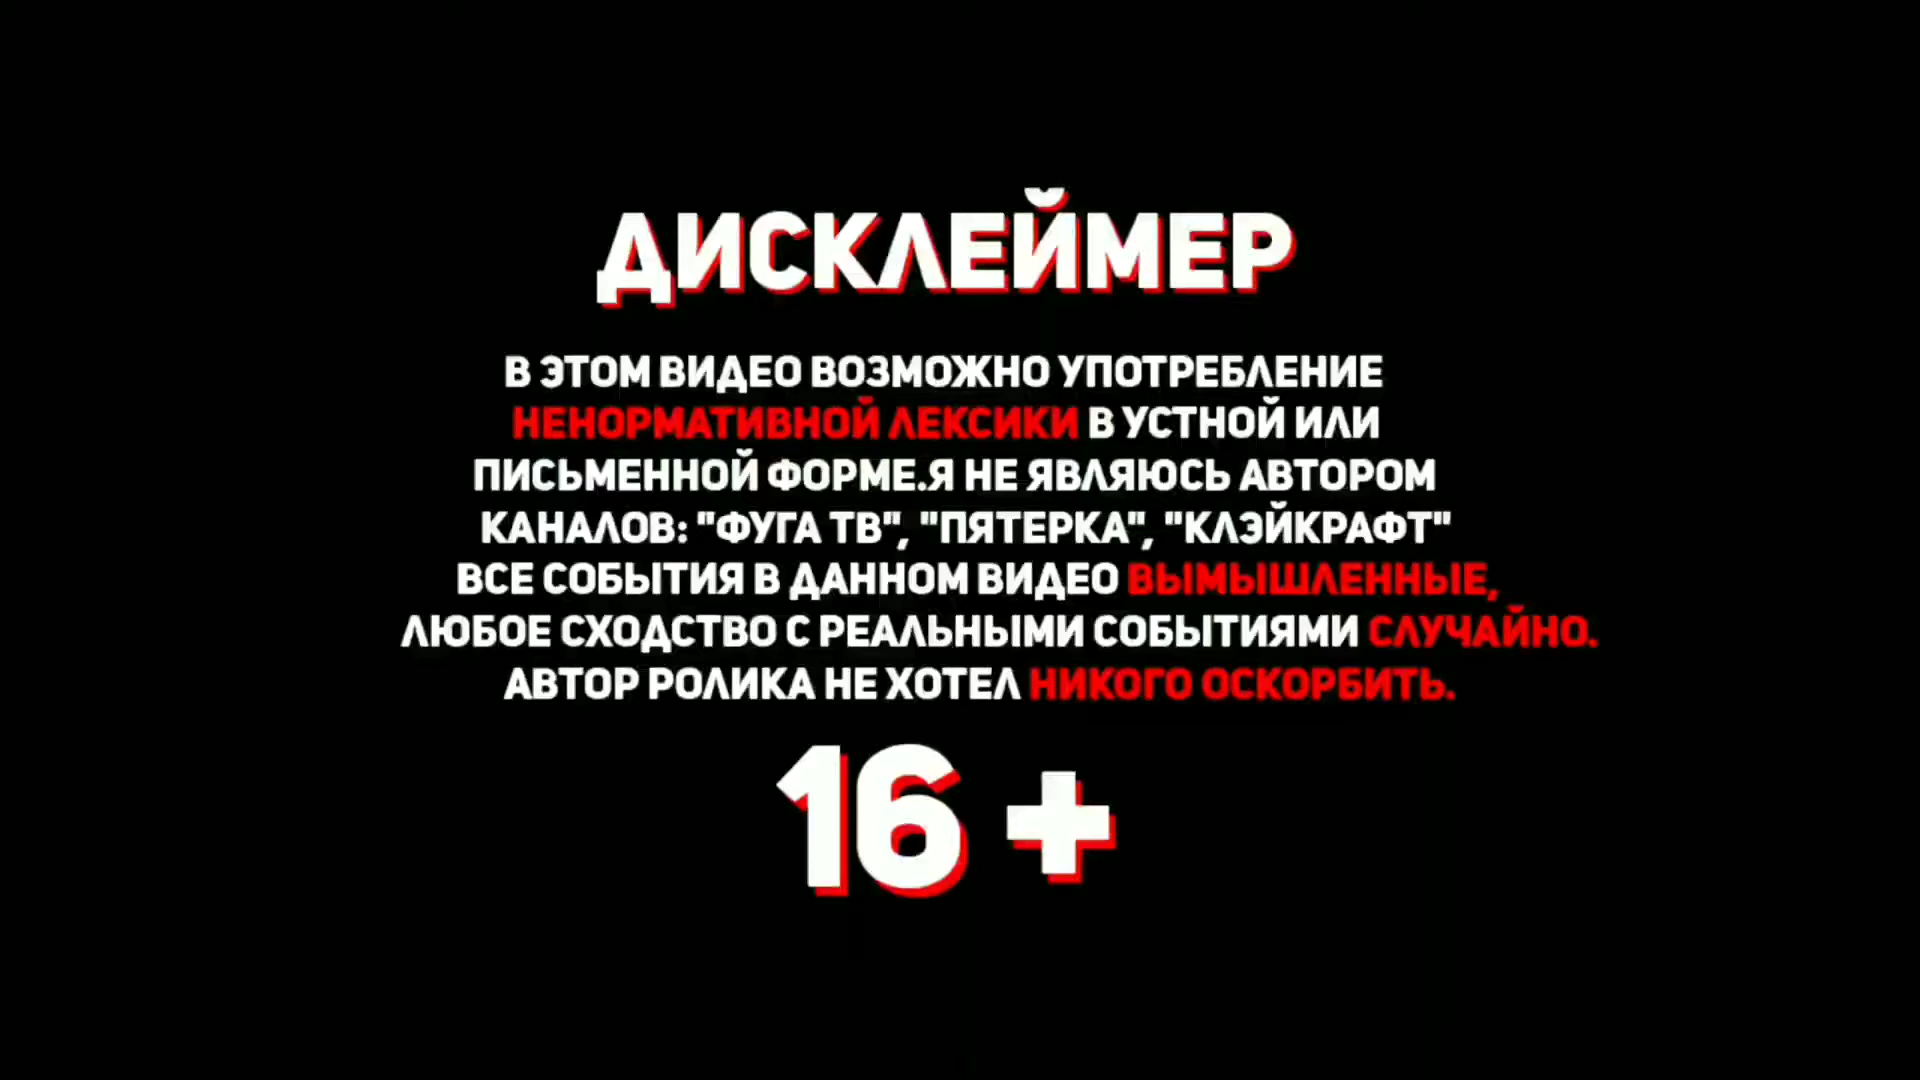 ДИСКЛЕЙМЕР
В ЭТОМ ВИДЕО ВОЗМОЖНО УПОТРЕБЛЕНИЕ
НЕНОРМАТИВНОЙ ЛЕКСИКИ В УСТНОЙ ИЛИ
ПИСЬМЕННОЙ ФОРМЕ.Я НЕ ЯВЛЯЮСЬ АВТОРОМ
КАНАЛОВ: "ФУГА ТВ", "ПЯТЕРКА", "КЛЭЙКРАФТ"
ВСЕ СОБЫТИЯ В ДАННОМ ВИДЕО ВЫМЫШЛЕННЫЕ,
ЛЮБОЕ СХОДСТВО С РЕАЛЬНЫМИ СОБЫТИЯМИ СЛУЧАЙНО.
АВТОР РОЛИКА НЕ ХОТЕЛ НИКОГО ОСКОРБИТЬ.
16 +